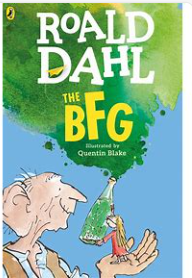 ROALD
DAHL
THE
BFG
Illustrated by
Quentin Blake